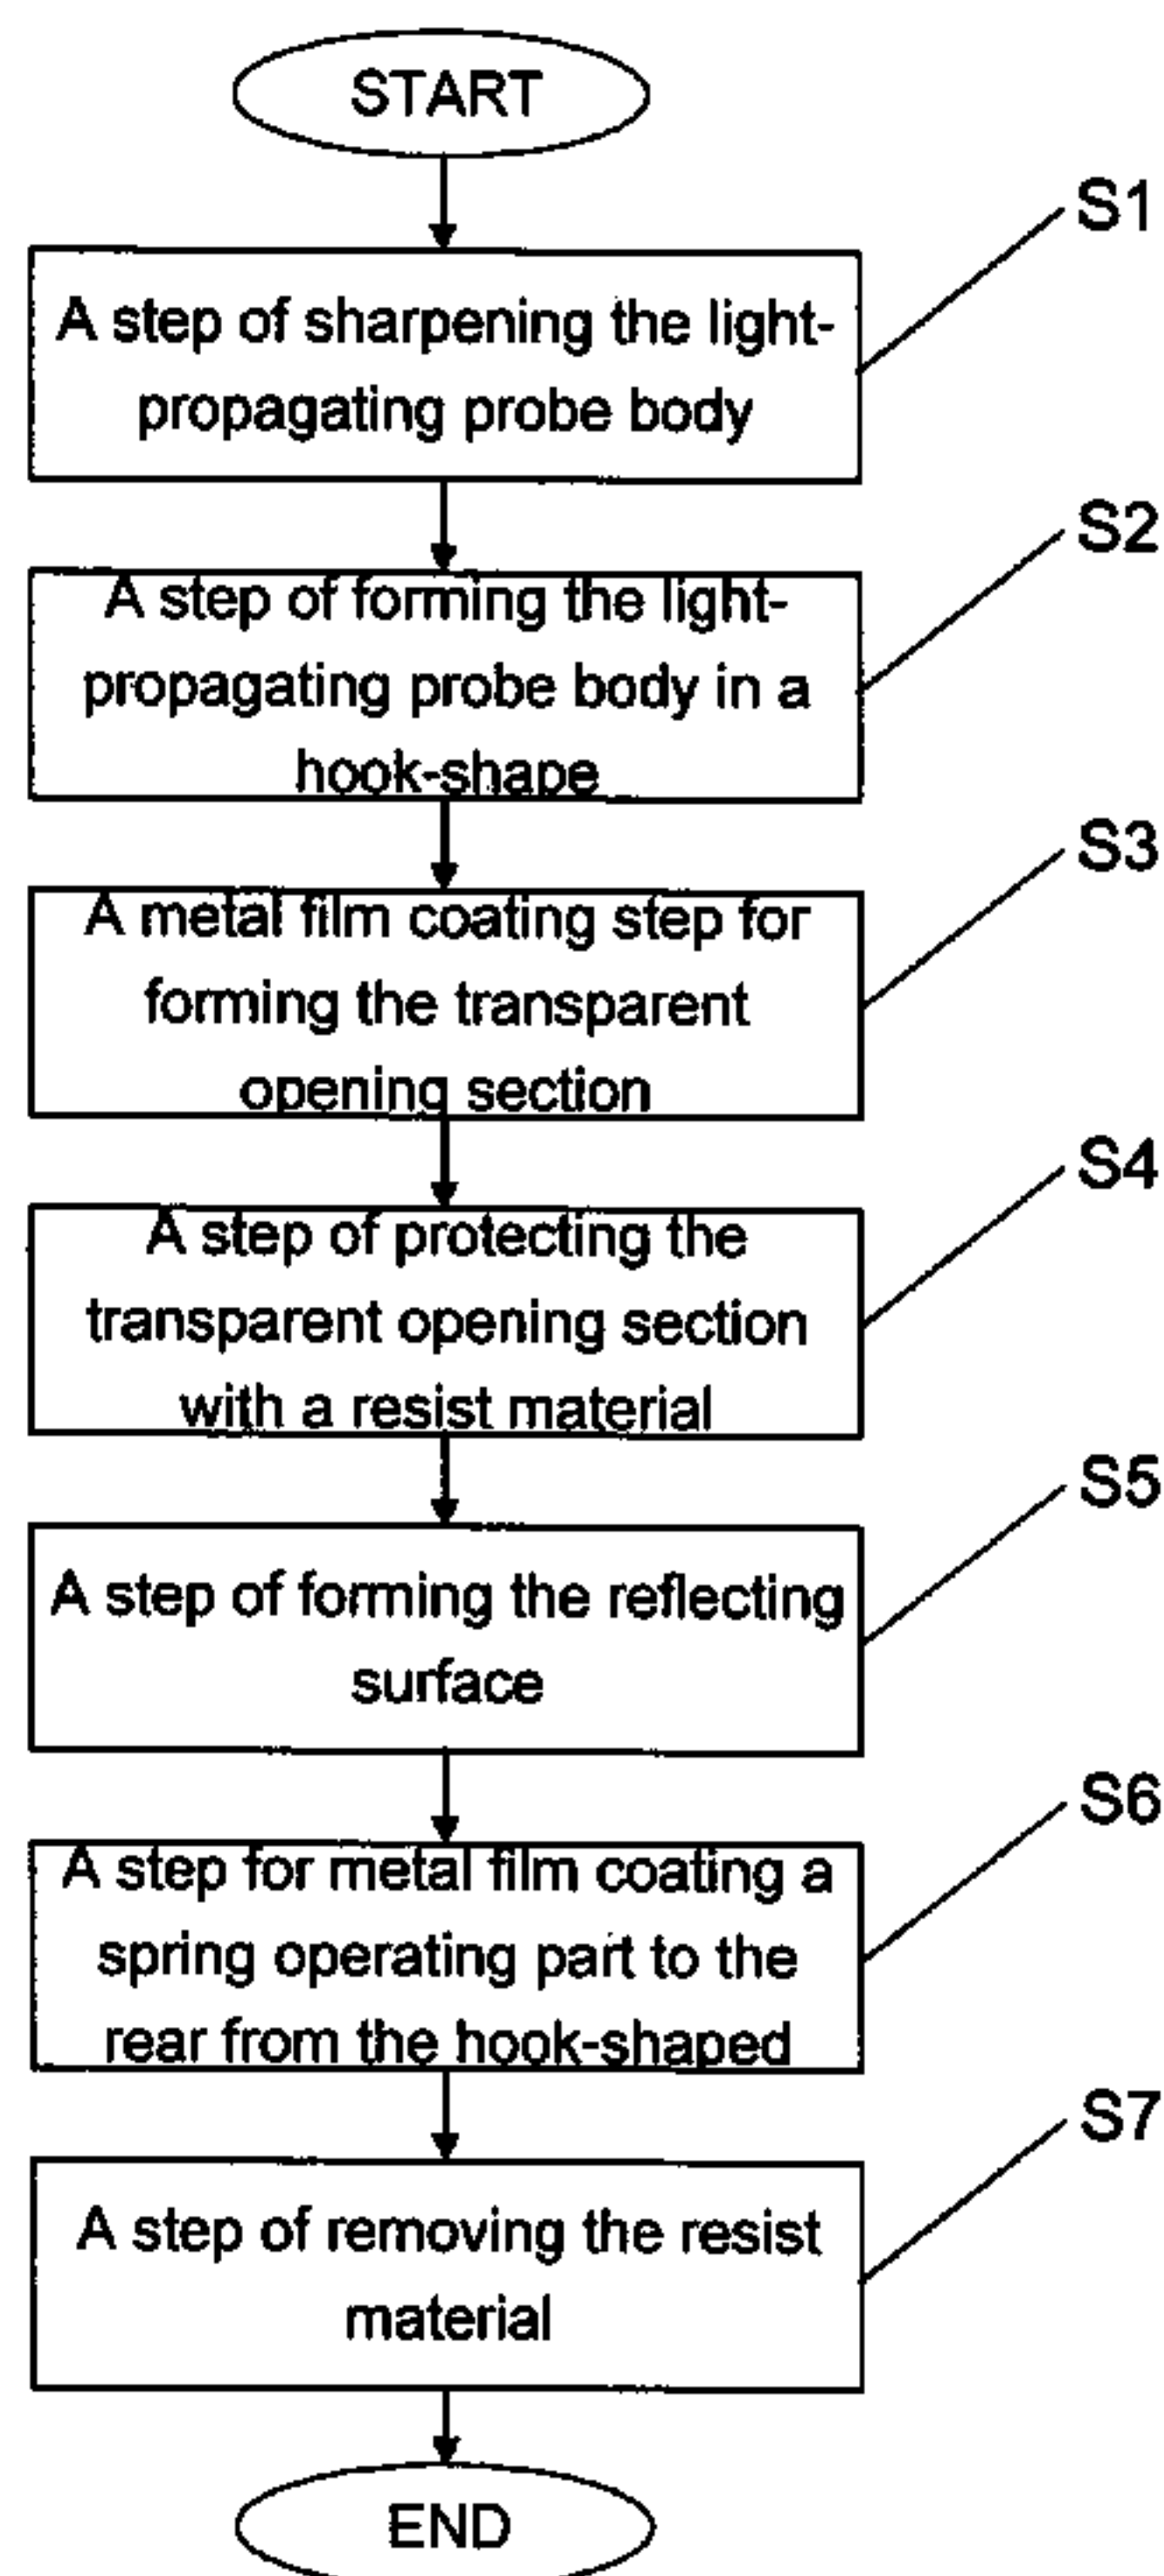 START
S1
A step of sharpening the light-
propagating probe body
S2
A step of forming the light-
propagating probe body in a
hook-shape
S3
A metal film coating step for
forming the transparent
opening section
S4
A step of protecting the
transparent opening section
with a resist material
S5
A step of forming the reflecting
surface
S6
A step for metal film coating a
spring operating part to the
rear from the hook-shaped
S7
A step of removing the resist
material
END